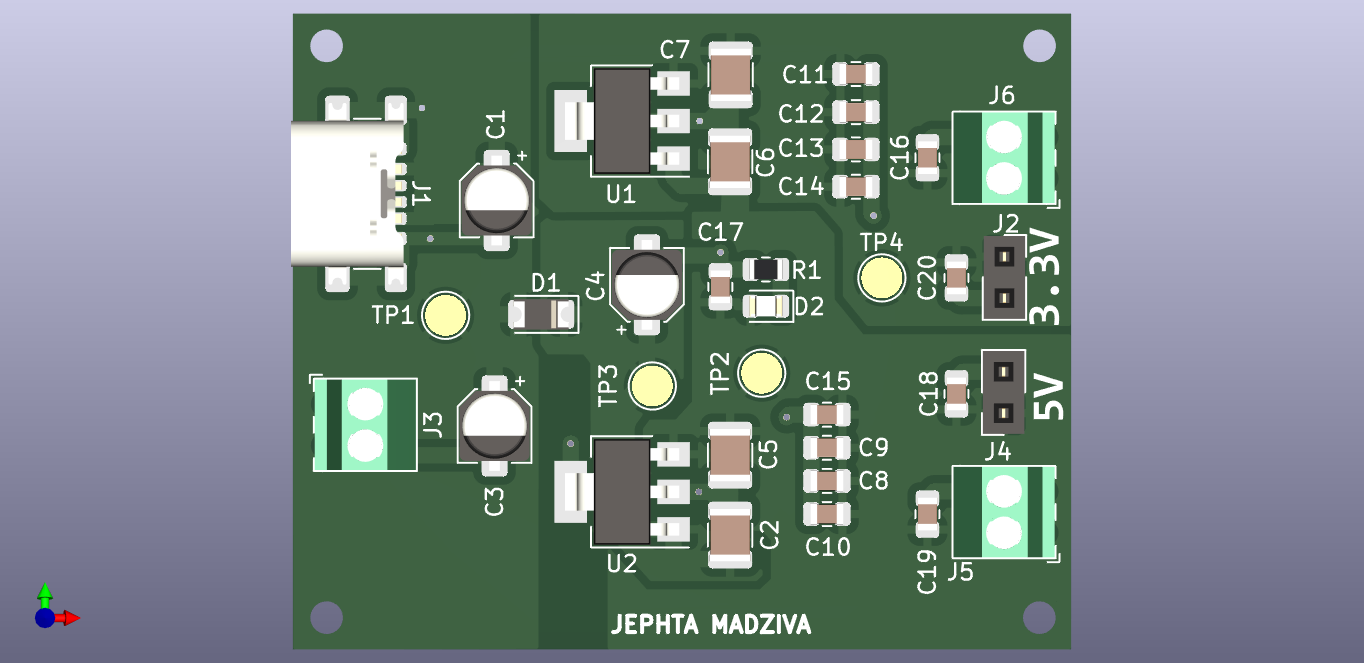 C7
C11
J6
C1
C12
+
C6
C13
C16
J1
U1
C14
C17
J2
TP4
3.3V
R1
C20
D1
C4
D2
TP1
+
TP3
TP2
C15
C18
5V
+
J3
C5
C9
J4
C8
C3
C2
C10
U2
C19
J5
JEPHTA MADZIVA